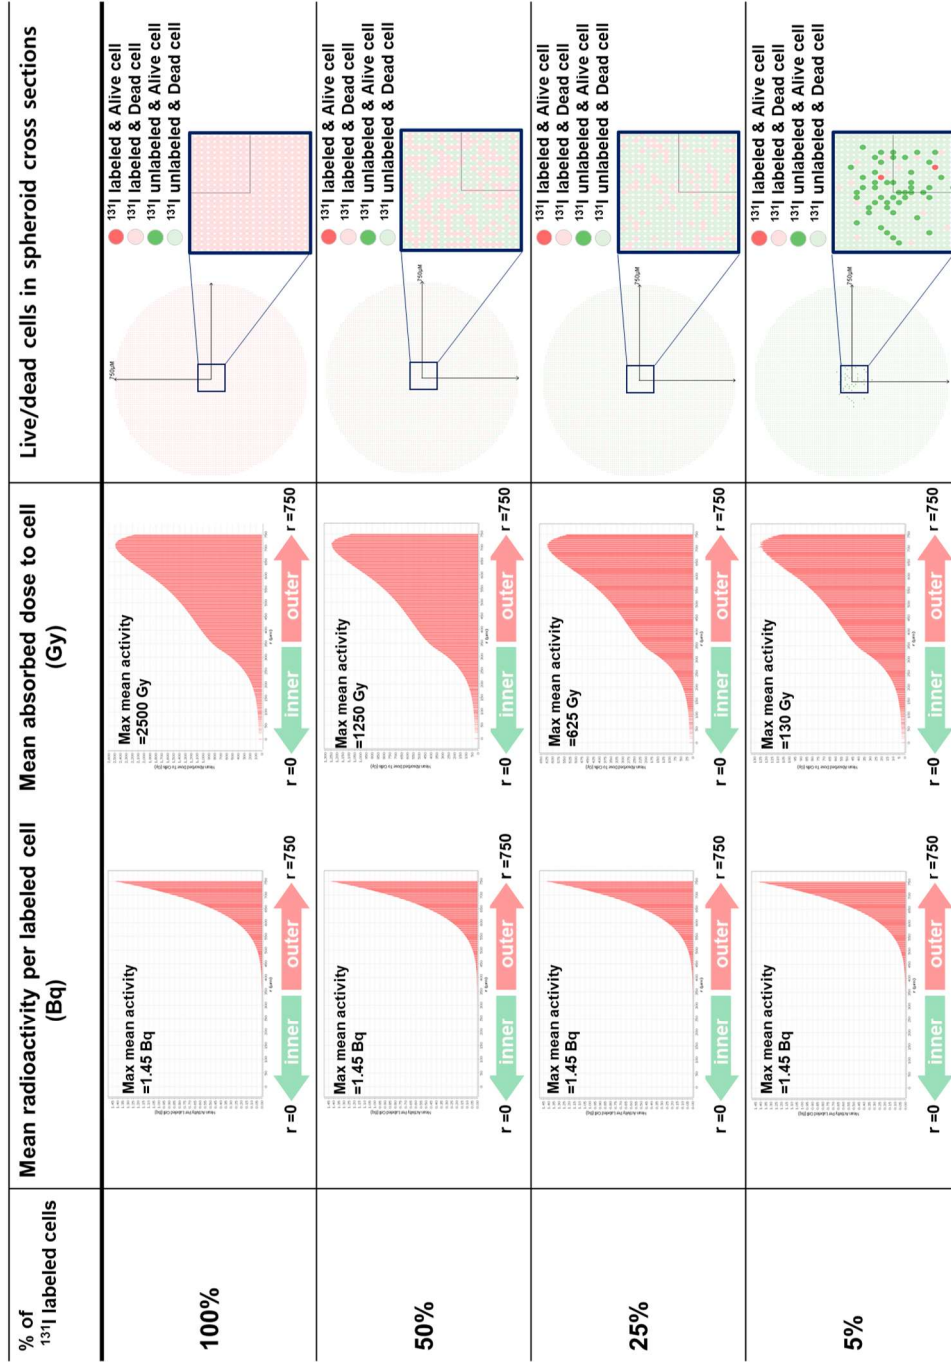 % of
¹³¹I labeled cells
Mean radioactivity per labeled cell
(Bq)
Mean absorbed dose to cell
(Gy)
Live/dead cells in spheroid cross sections
100%
Max mean activity
=1.45 Bq
r =0
inner
outer
r =750
Max mean activity
=2500 Gy
r =0
inner
outer
r =750
750μM
¹³¹I labeled & Alive cell
¹³¹I labeled & Dead cell
¹³¹I unlabeled & Alive cell
¹³¹I unlabeled & Dead cell
50%
Max mean activity
=1.45 Bq
r =0
inner
outer
r =750
Max mean activity
=1250 Gy
r =0
inner
outer
r =750
750μM
¹³¹I labeled & Alive cell
¹³¹I labeled & Dead cell
¹³¹I unlabeled & Alive cell
¹³¹I unlabeled & Dead cell
25%
Max mean activity
=1.45 Bq
r =0
inner
outer
r =750
Max mean activity
=625 Gy
r =0
inner
outer
r =750
750μM
¹³¹I labeled & Alive cell
¹³¹I labeled & Dead cell
¹³¹I unlabeled & Alive cell
¹³¹I unlabeled & Dead cell
5%
Max mean activity
=1.45 Bq
r =0
inner
outer
r =750
Max mean activity
=130 Gy
r =0
inner
outer
r =750
750μM
¹³¹I labeled & Alive cell
¹³¹I labeled & Dead cell
¹³¹I unlabeled & Alive cell
¹³¹I unlabeled & Dead cell